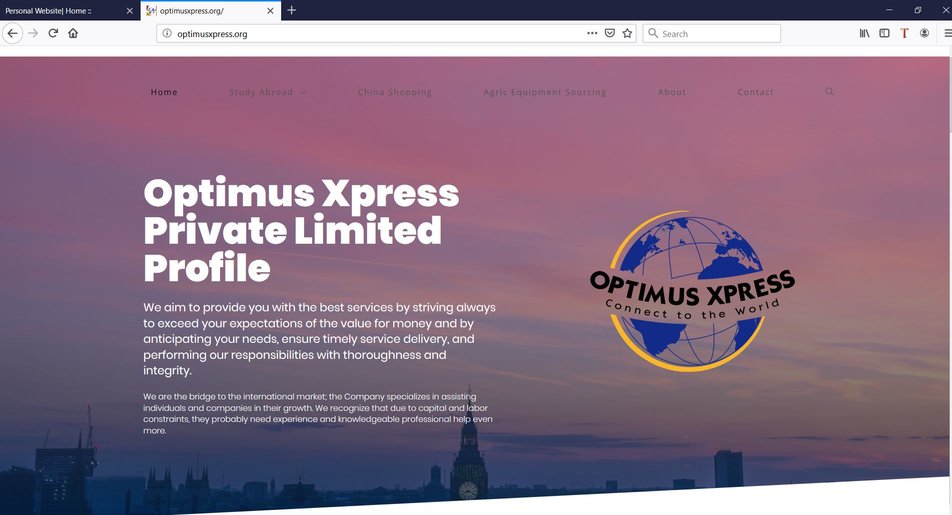 Personal Website| Home ::
optimusxpress.org/
optimusxpress.org
Search
Home
Study Abroad
China Shopping
Agric Equipment Sourcing
About
Contact
Optimus Xpress
Private Limited
Profile
We aim to provide you with the best services by striving always
to exceed your expectations of the value for money and by
anticipating your needs, ensure timely service delivery, and
performing our responsibilities with thoroughness and
integrity.
We are the bridge to the international market; the Company specializes in assisting
individuals and companies in their growth. We recognize that due to capital and labor
constraints, they probably need experience and knowledgeable professional help even
more.
OPTIMUS XPRESS
Connect to the World